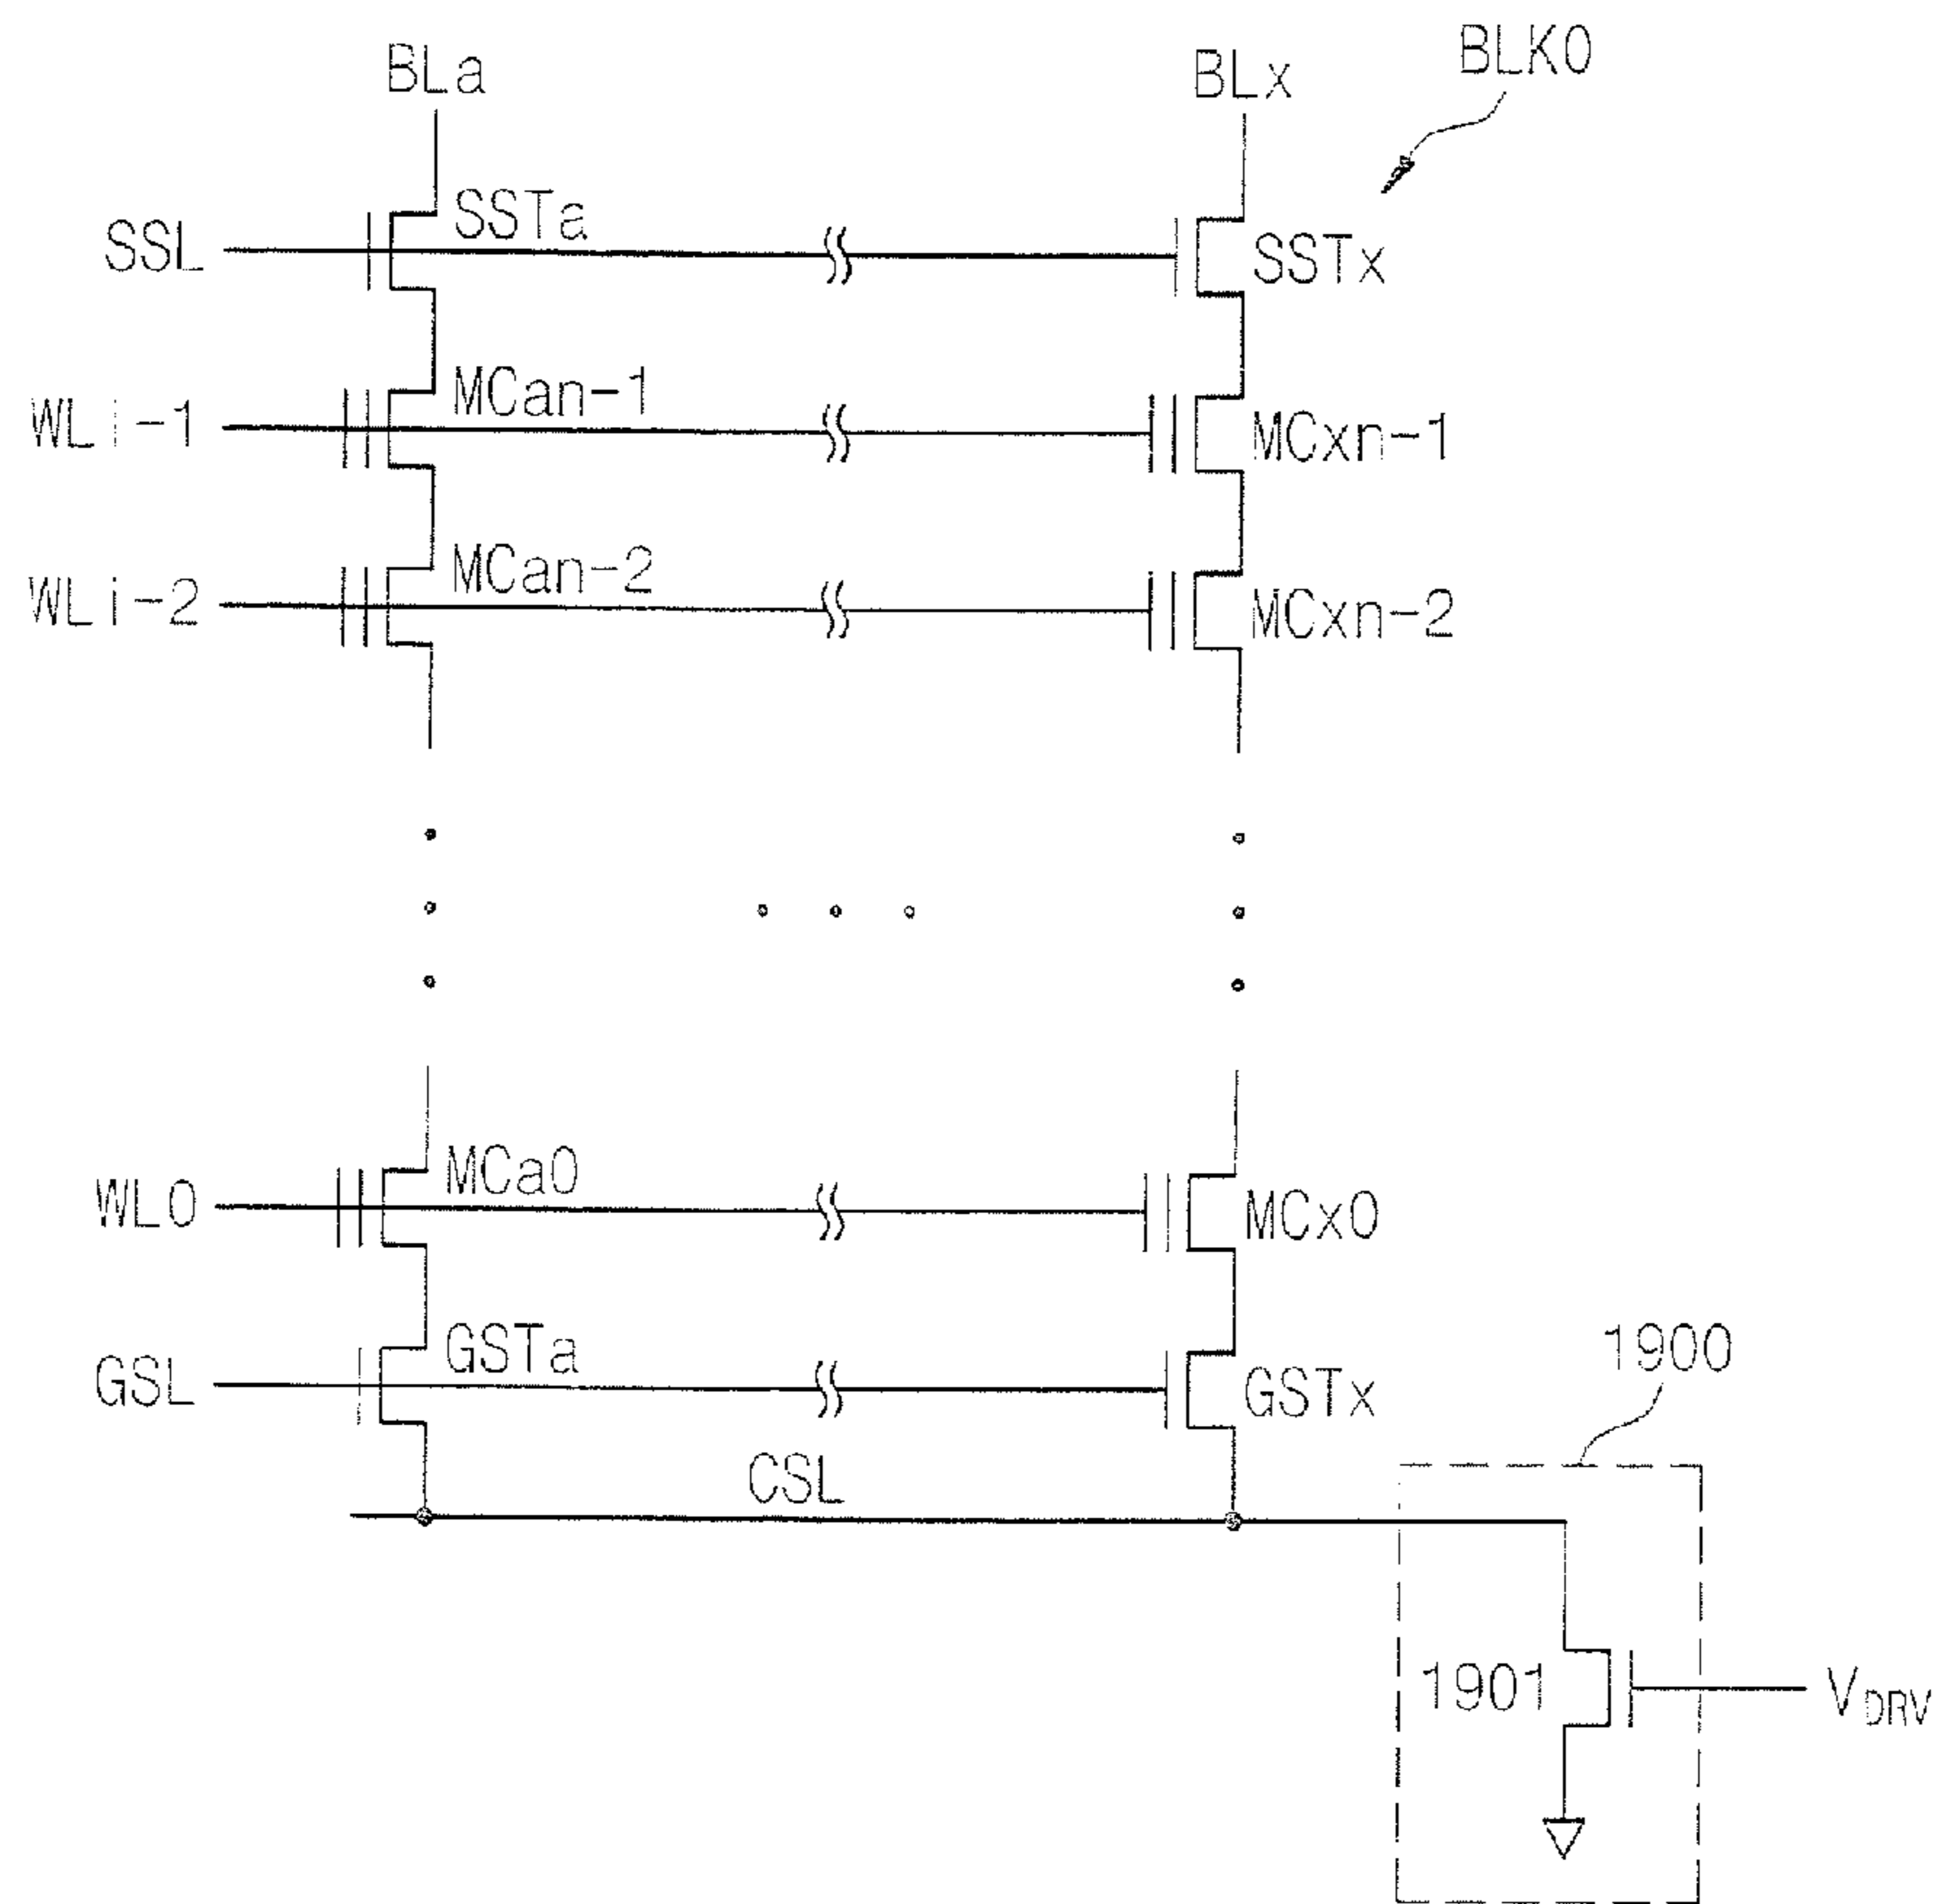 BLa
BLx
BLK0
SSL
SSTa
SSTx
WLi-1
MCan-1
MCxn-1
WLi-2
MCan-2
MCxn-2
WL0
MCa0
MCx0
GSL
GSTa
GSTx
1900
CSL
1901
VDRV